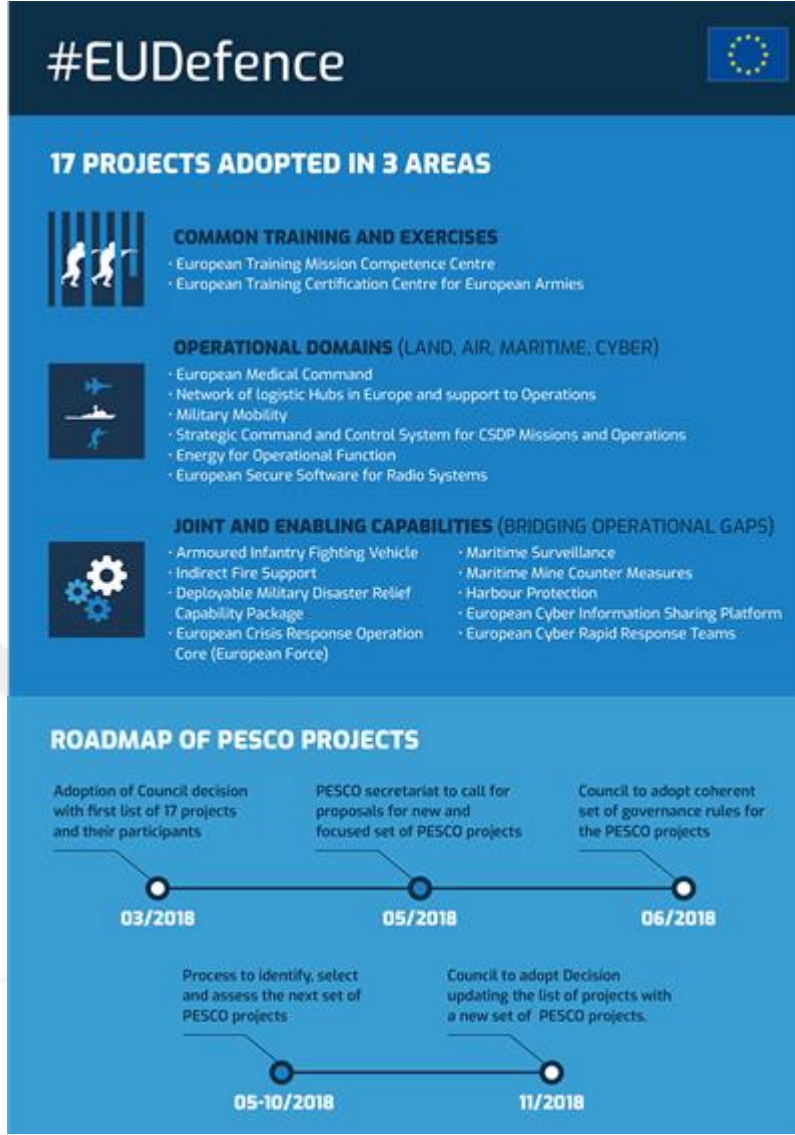 #EUDefence
17 PROJECTS ADOPTED IN 3 AREAS
COMMON TRAINING AND EXERCISES
· European Training Mission Competence Centre
· European Training Certification Centre for European Armies
OPERATIONAL DOMAINS (LAND, AIR, MARITIME, CYBER)
· European Medical Command
· Network of logistic Hubs in Europe and support to Operations
· Military Mobility
· Strategic Command and Control System for CSDP Missions and Operations
· Energy for Operational Function
· European Secure Software for Radio Systems
JOINT AND ENABLING CAPABILITIES (BRIDGING OPERATIONAL GAPS)
· Armoured Infantry Fighting Vehicle
· Indirect Fire Support
· Deployable Military Disaster Relief
Capability Package
· European Crisis Response Operation
Core (European Force)
· Maritime Surveillance
· Maritime Mine Counter Measures
· Harbour Protection
· European Cyber Information Sharing Platform
· European Cyber Rapid Response Teams
ROADMAP OF PESCO PROJECTS
Adoption of Council decision
with first list of 17 projects
and their participants
03/2018
PESCO secretariat to call for
proposals for new and
focused set of PESCO projects
05/2018
Council to adopt coherent
set of governance rules for
the PESCO projects
06/2018
Process to identify, select
and assess the next set of
PESCO projects
05-10/2018
Council to adopt Decision
updating the list of projects with
a new set of PESCO projects.
11/2018